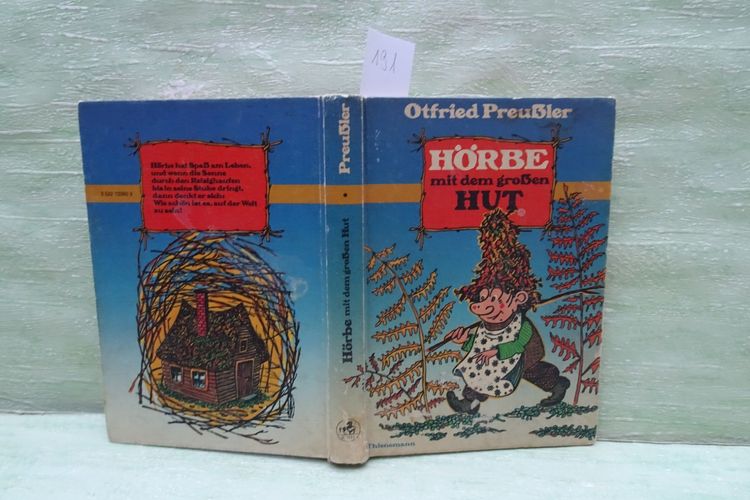 191
Hörbe hat Spaß am Leben,
und wenn die Sonne
durch den Reisighaufen
bis in seine Stube dringt,
dann denkt er sich:
Wie schön ist es, auf der Welt
zu sein!
Preußler
•
Hörbe mit dem großen Hut
Otfried Preußler
HÖRBE
mit dem großen
HUT
Thienemann